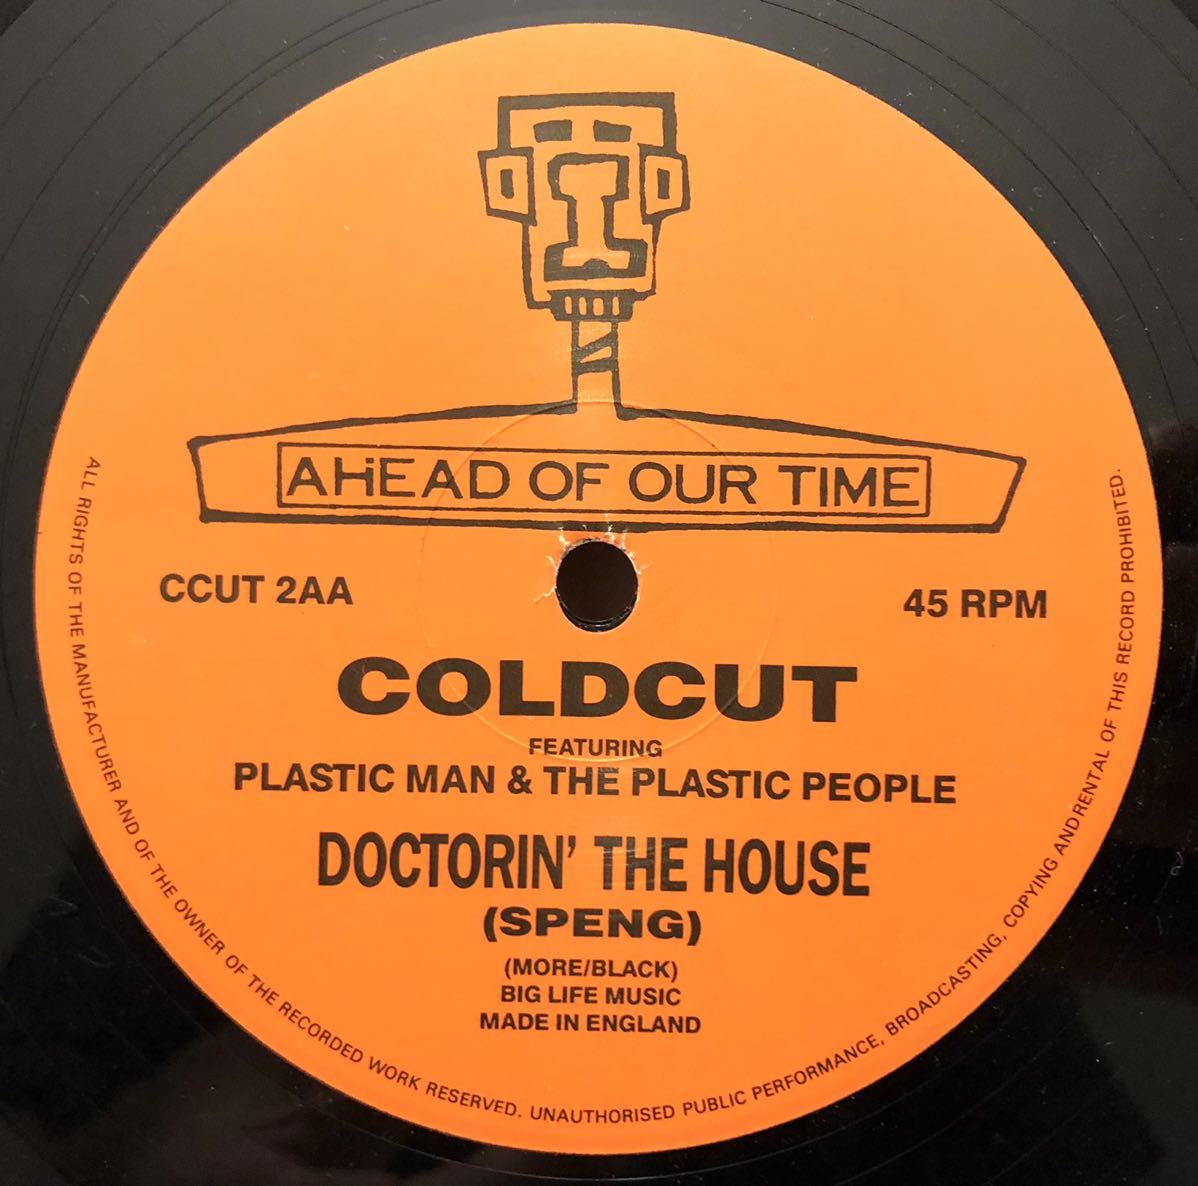 AHiEAD OF OUR TIME
CCUT 2AA
45 RPM
COLDCUT
FEATURING
PLASTIC MAN & THE PLASTIC PEOPLE
DOCTORIN' THE HOUSE
(SPENG)
(MORE/BLACK)
BIG LIFE MUSIC
MADE IN ENGLAND
ALL RIGHTS OF THE MANUFACTURER AND OF THE OWNER OF THE RECORDED WORK RESERVED. UNAUTHORISED PUBLIC PERFORMANCE, BROADCASTING, COPYING ANDRENTAL OF THIS RECORD PROHIBITED.